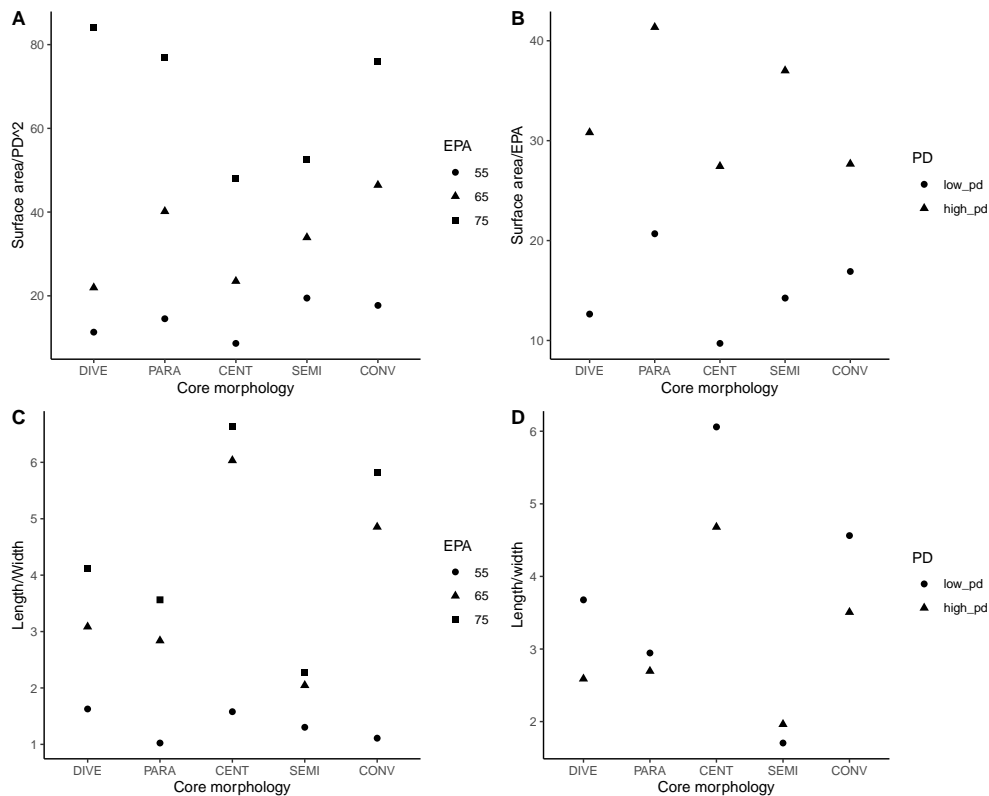 A
Surface area/PD^2
80
60
40
20
DIVE PARA CENT SEMI CONV
Core morphology
EPA
55
65
75
B
Surface area/EPA
40
30
20
10
DIVE PARA CENT SEMI CONV
Core morphology
PD
low_pd
high_pd
C
Length/Width
6
5
4
3
2
1
DIVE PARA CENT SEMI CONV
Core morphology
EPA
55
65
75
D
Length/width
6
5
4
3
2
DIVE PARA CENT SEMI CONV
Core morphology
PD
low_pd
high_pd